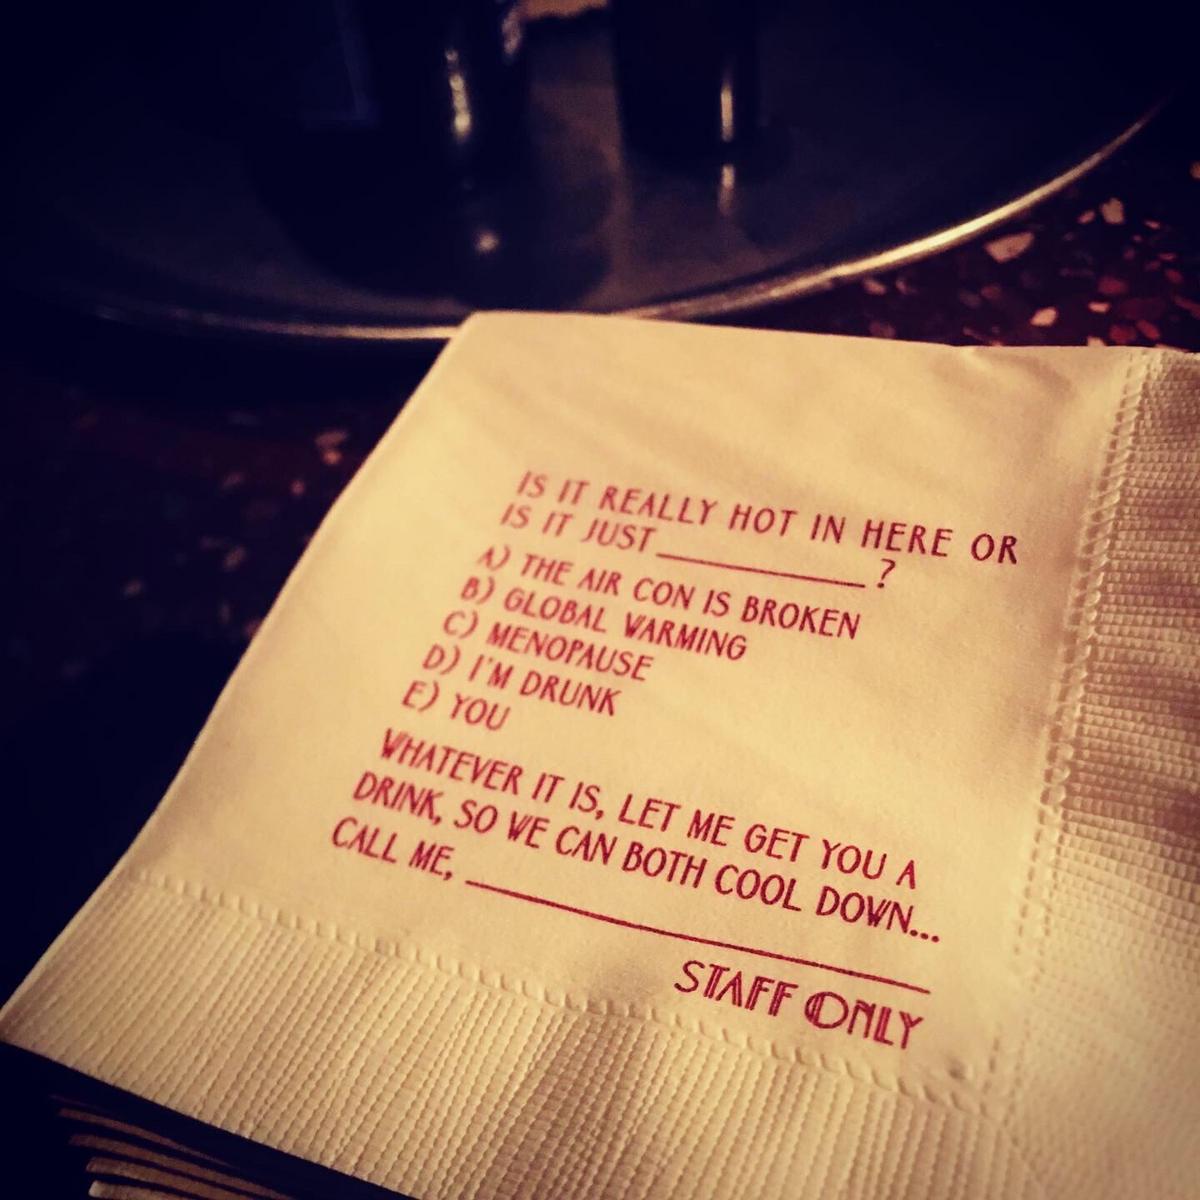 IS IT REALLY HOT IN HERE OR
IS IT JUST __________?
A) THE AIR CON IS BROKEN
B) GLOBAL WARMING
C) MENOPAUSE
D) I'M DRUNK
E) YOU
WHATEVER IT IS, LET ME GET YOU A
DRINK, SO WE CAN BOTH COOL DOWN...
CALL ME, ____________________
STAFF ONLY